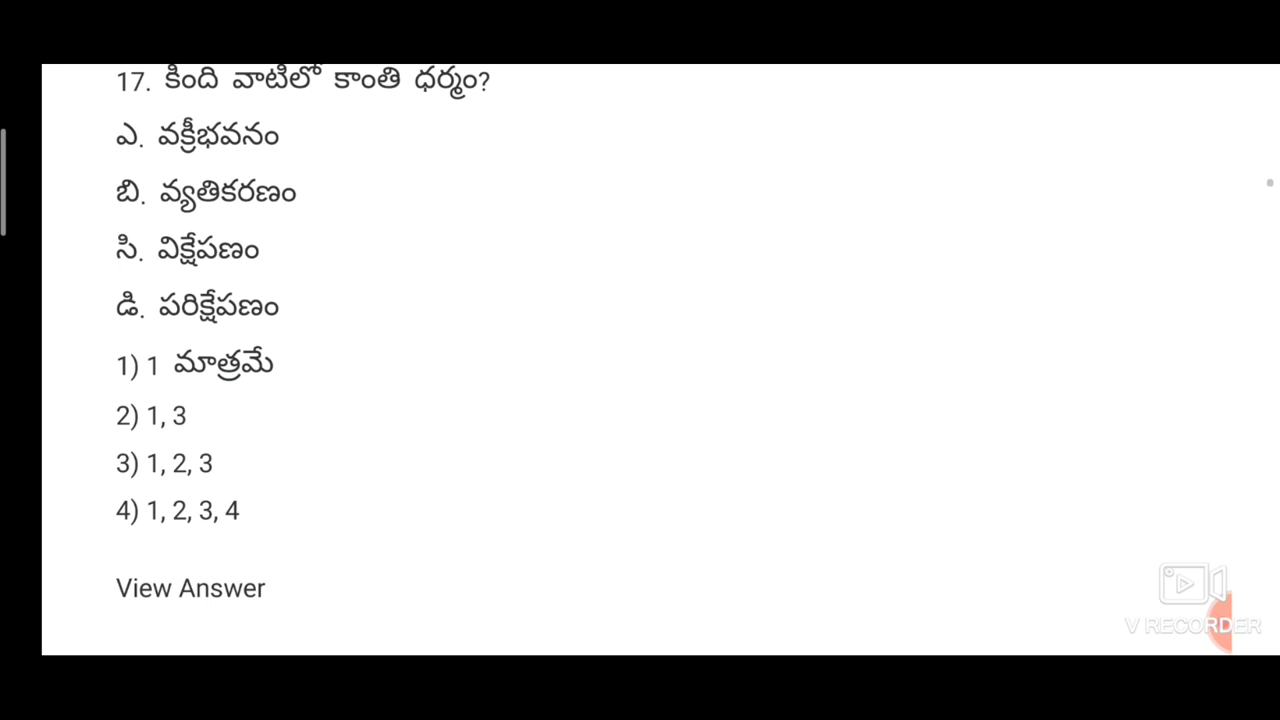 17. కింది వాటిలో కాంతి ధర్మం?
ఎ. వక్రీభవనం
బి. వ్యతికరణం
సి. విక్షేపణం
డి. పరిక్షేపణం
1) 1 మాత్రమే
2) 1, 3
3) 1, 2, 3
4) 1, 2, 3, 4
View Answer
V RECORDER